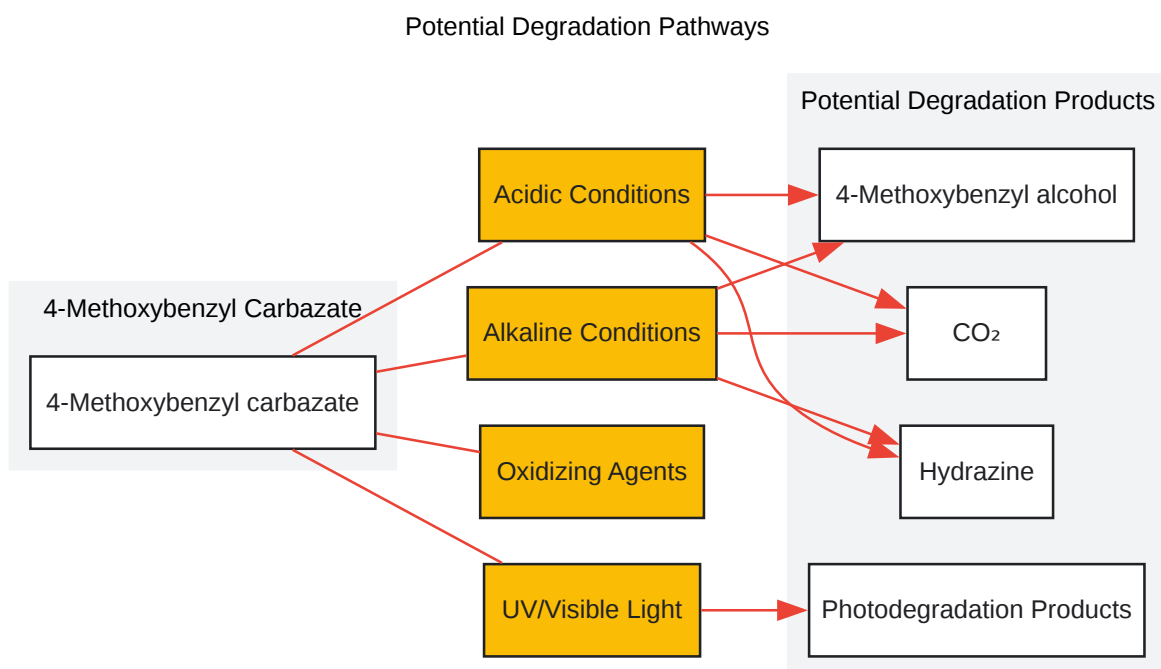 Potential Degradation Pathways
Potential Degradation Products
Acidic Conditions
4-Methoxybenzyl alcohol
4-Methoxybenzyl Carbazate
Alkaline Conditions
CO₂
4-Methoxybenzyl carbazate
Oxidizing Agents
Hydrazine
UV/Visible Light
Photodegradation Products